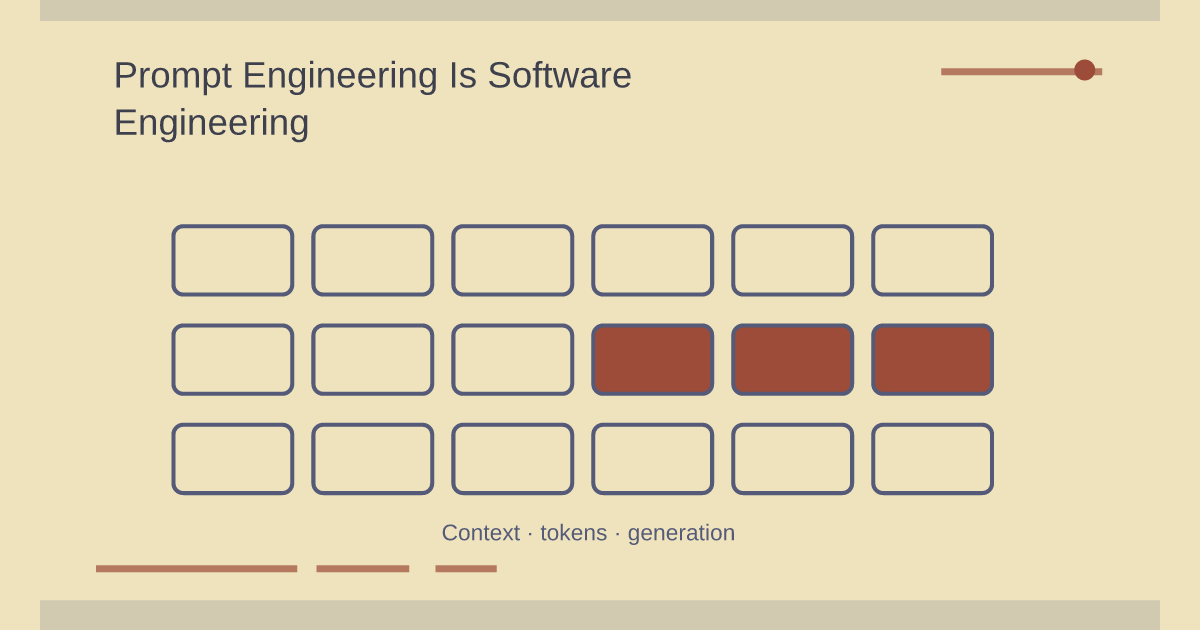 Prompt Engineering Is Software
Engineering
Context · tokens · generation